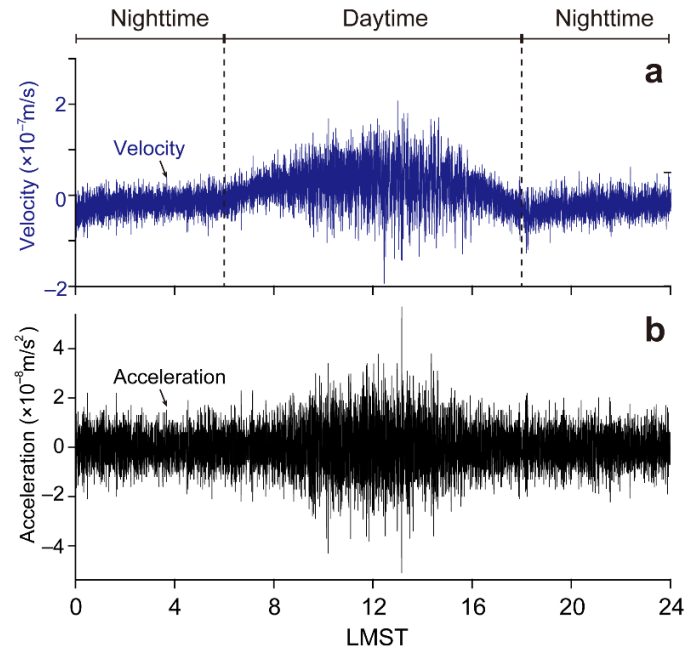 Nighttime Daytime Nighttime
a
2
Velocity
0
–2
Velocity (×10⁻⁷m/s)
b
4
Acceleration
2
0
–2
–4
Acceleration (×10⁻⁸m/s²)
0 4 8 12 16 20 24
LMST